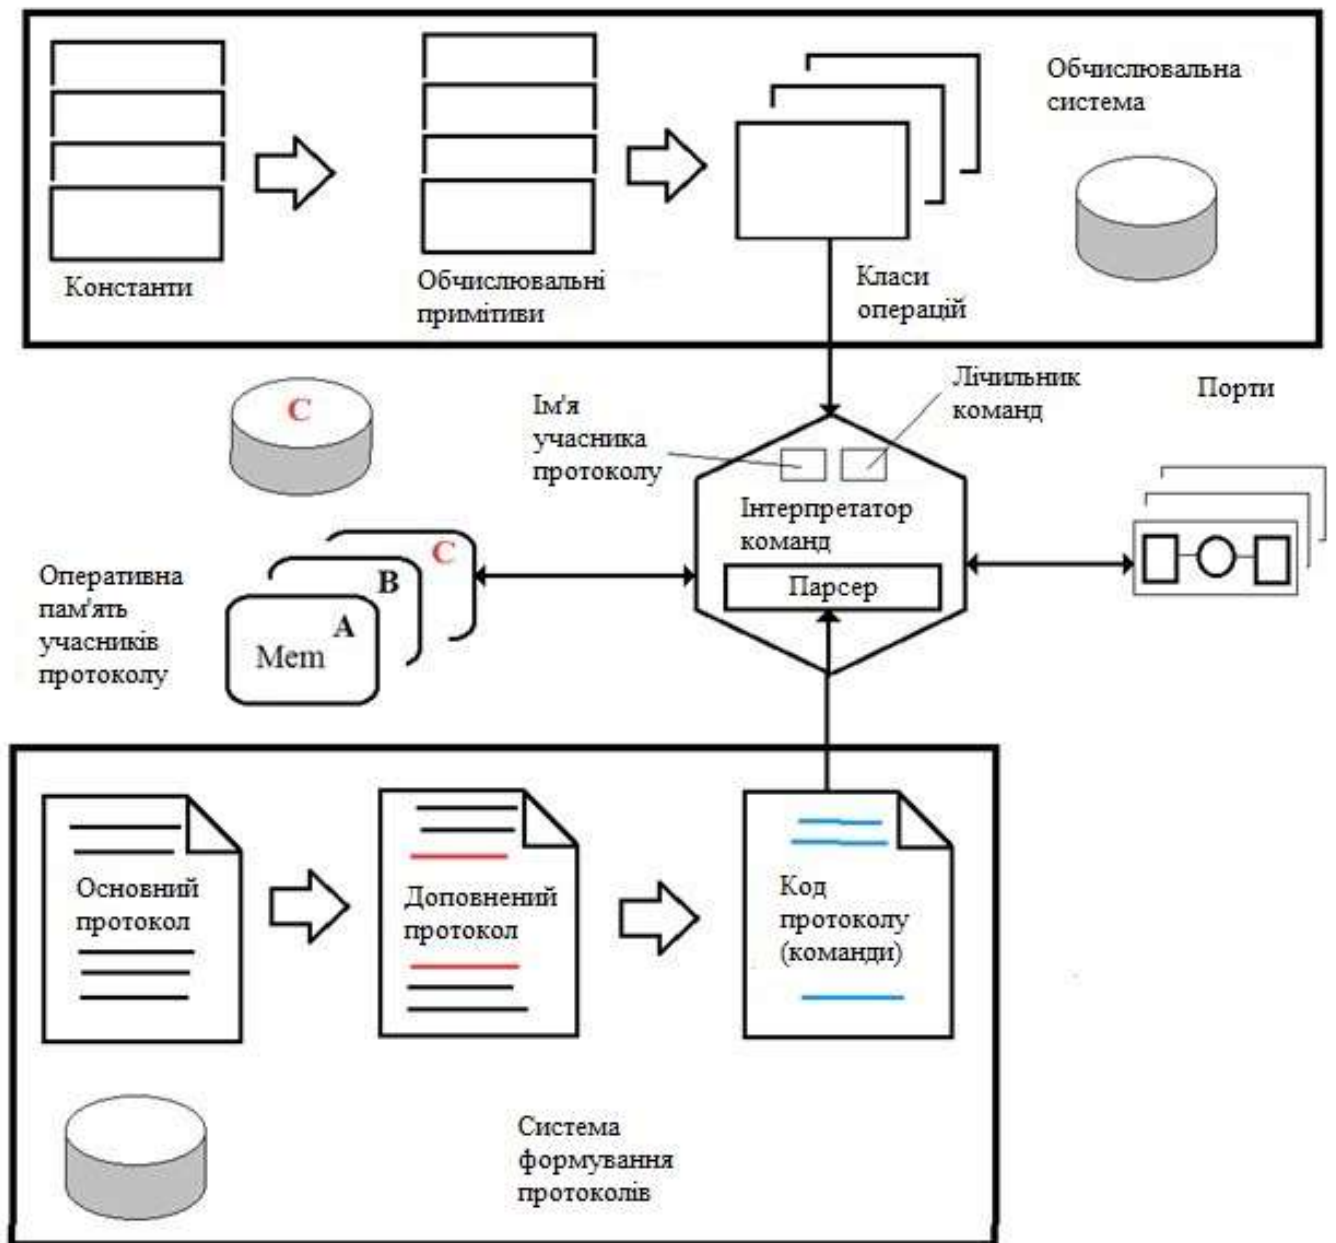 Константи
Обчислювальні
примітиви
Класи
операцій
Обчислювальна
система
С
Ім'я
учасника
протоколу
Лічильник
команд
Порти
Інтерпретатор
команд
Парсер
Оперативна
пам'ять
учасників
протоколу
С
В
А
Mem
Основний
протокол
Доповнений
протокол
Код
протоколу
(команди)
Система
формування
протоколів